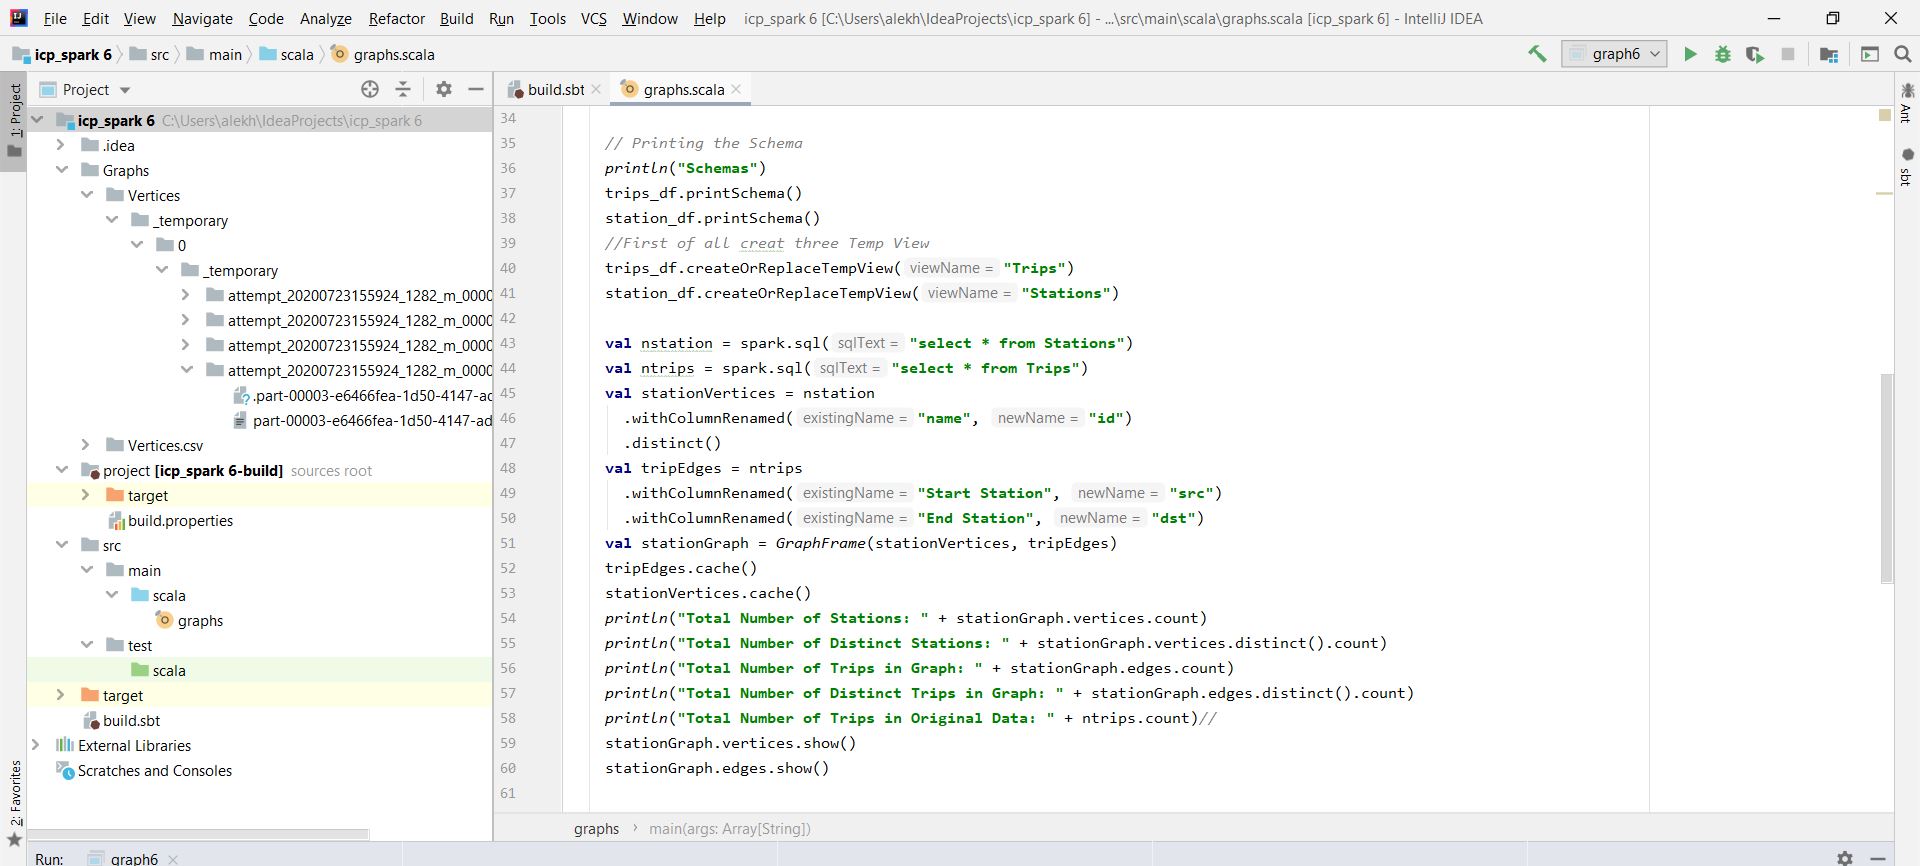 File Edit View Navigate Code Analyze Refactor Build Run Tools VCS Window Help icp_spark 6 [C:\Users\alekh\IdeaProjects\icp_spark 6] - ...\src\main\scala\graphs.scala [icp_spark 6] - IntelliJ IDEA
icp_spark 6 src main scala graphs.scala graph6
1: Project
Project
icp_spark 6 C:\Users\alekh\IdeaProjects\icp_spark 6
.idea
Graphs
Vertices
_temporary
0
_temporary
attempt_20200723155924_1282_m_0000
attempt_20200723155924_1282_m_0000
attempt_20200723155924_1282_m_0000
attempt_20200723155924_1282_m_0000
.part-00003-e6466fea-1d50-4147-ad
part-00003-e6466fea-1d50-4147-ad
Vertices.csv
project [icp_spark 6-build] sources root
target
build.properties
src
main
scala
graphs
test
scala
target
build.sbt
External Libraries
Scratches and Consoles
2: Favorites
build.sbt graphs.scala
34
35 // Printing the Schema
36 println("Schemas")
37 trips_df.printSchema()
38 station_df.printSchema()
39 //First of all creat three Temp View
40 trips_df.createOrReplaceTempView( viewName = "Trips")
41 station_df.createOrReplaceTempView( viewName = "Stations")
42
43 val nstation = spark.sql( sqlText = "select * from Stations")
44 val ntrips = spark.sql( sqlText = "select * from Trips")
45 val stationVertices = nstation
46 .withColumnRenamed( existingName = "name", newName = "id")
47 .distinct()
48 val tripEdges = ntrips
49 .withColumnRenamed( existingName = "Start Station", newName = "src")
50 .withColumnRenamed( existingName = "End Station", newName = "dst")
51 val stationGraph = GraphFrame(stationVertices, tripEdges)
52 tripEdges.cache()
53 stationVertices.cache()
54 println("Total Number of Stations: " + stationGraph.vertices.count)
55 println("Total Number of Distinct Stations: " + stationGraph.vertices.distinct().count)
56 println("Total Number of Trips in Graph: " + stationGraph.edges.count)
57 println("Total Number of Distinct Trips in Graph: " + stationGraph.edges.distinct().count)
58 println("Total Number of Trips in Original Data: " + ntrips.count)//
59 stationGraph.vertices.show()
60 stationGraph.edges.show()
61
graphs main(args: Array[String])
Ant
sbt
Run: graph6